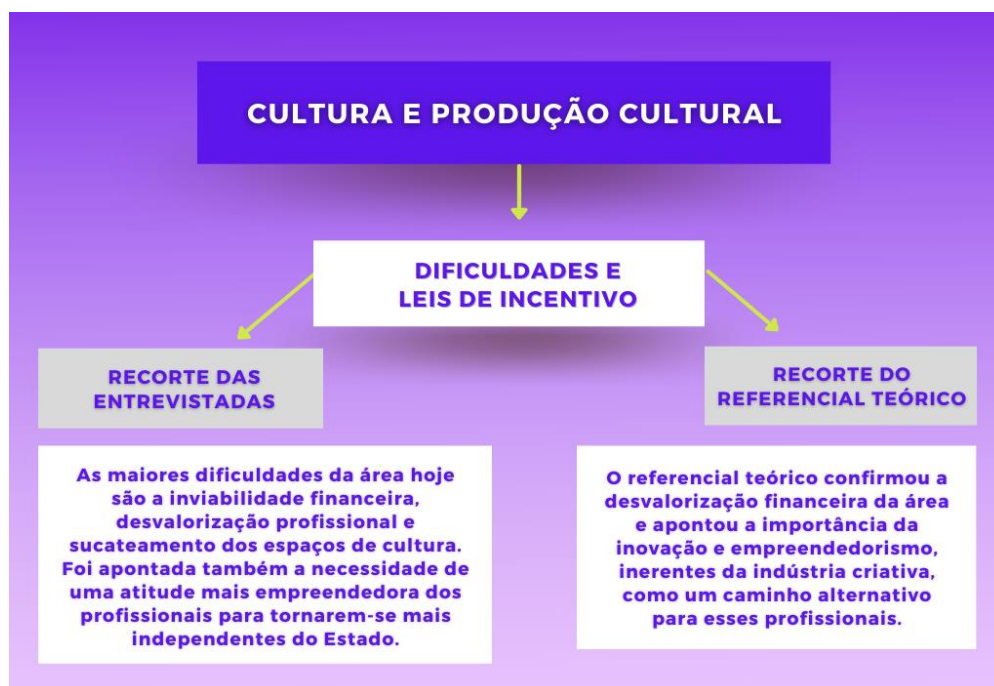 CULTURA E PRODUÇÃO CULTURAL
DIFICULDADES E
LEIS DE INCENTIVO
RECORTE DAS
ENTREVISTADAS
As maiores dificuldades da área hoje
são a inviabilidade financeira,
desvalorização profissional e
sucateamento dos espaços de cultura.
Foi apontada também a necessidade de
uma atitude mais empreendedora dos
profissionais para tornarem-se mais
independentes do Estado.
RECORTE DO
REFERENCIAL TEÓRICO
O referencial teórico confirmou a
desvalorização financeira da área
e apontou a importância da
inovação e empreendedorismo,
inerentes da indústria criativa,
como um caminho alternativo
para esses profissionais.